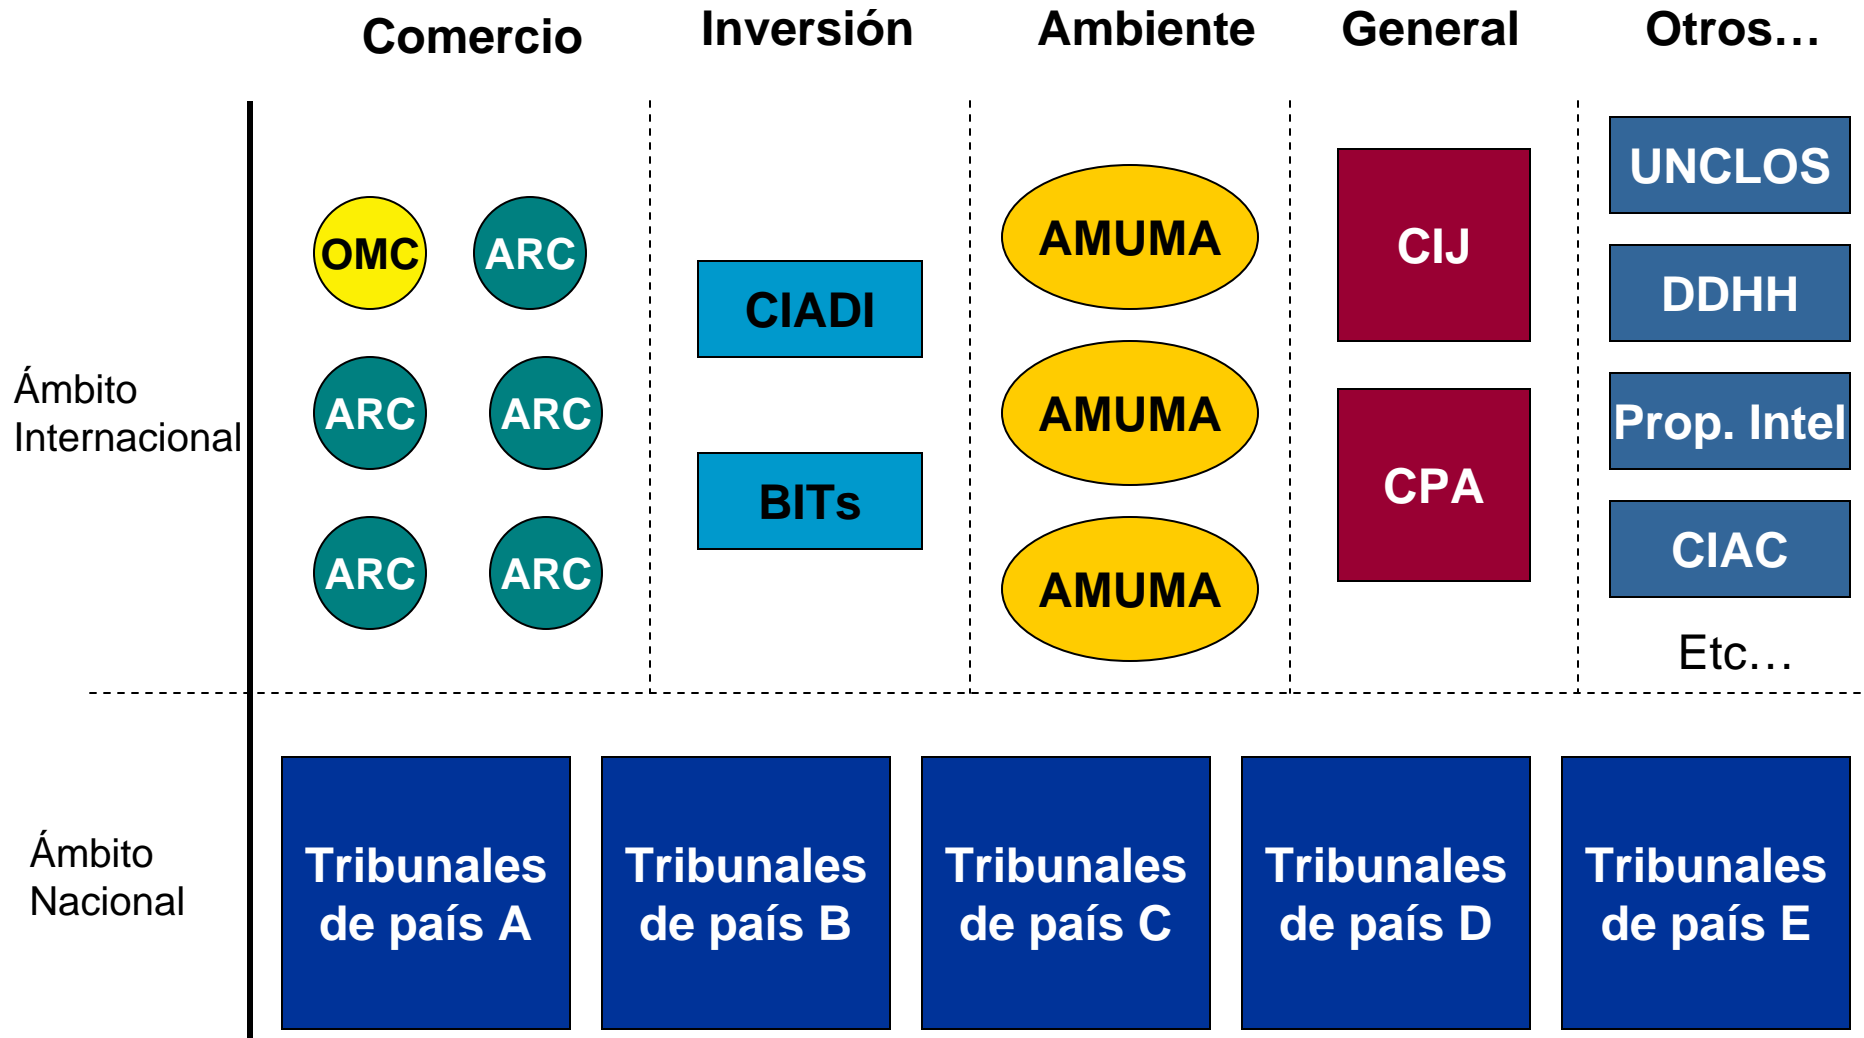 Comercio
Inversión
Ambiente
General
Otros…
Ámbito
Internacional
OMC
ARC
ARC
ARC
ARC
ARC
CIADI
BITs
AMUMA
AMUMA
AMUMA
CIJ
CPA
UNCLOS
DDHH
Prop. Intel
CIAC
Etc…
Ámbito
Nacional
Tribunales
de país A
Tribunales
de país B
Tribunales
de país C
Tribunales
de país D
Tribunales
de país E